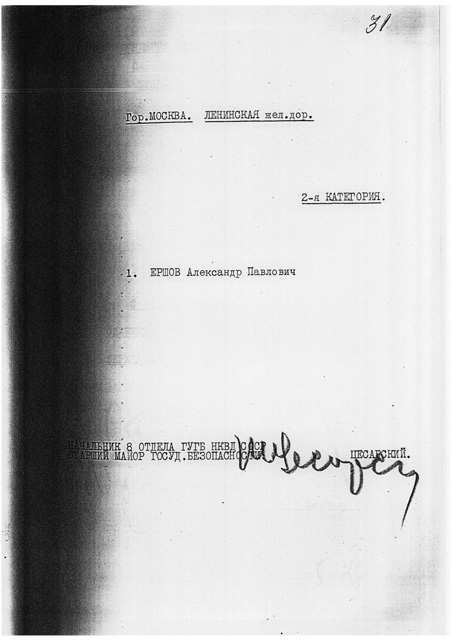 31
Гор.МОСКВА. ЛЕНИНСКАЯ жел.дор.
2-я КАТЕГОРИЯ.
1. ЕРШОВ Александр Павлович
НАЧАЛЬНИК 8 ОТДЕЛА ГУГБ НКВД СССР
СТАРШИЙ МАЙОР ГОСУД.БЕЗОПАСНОСТИ ЦЕСАРСКИЙ.